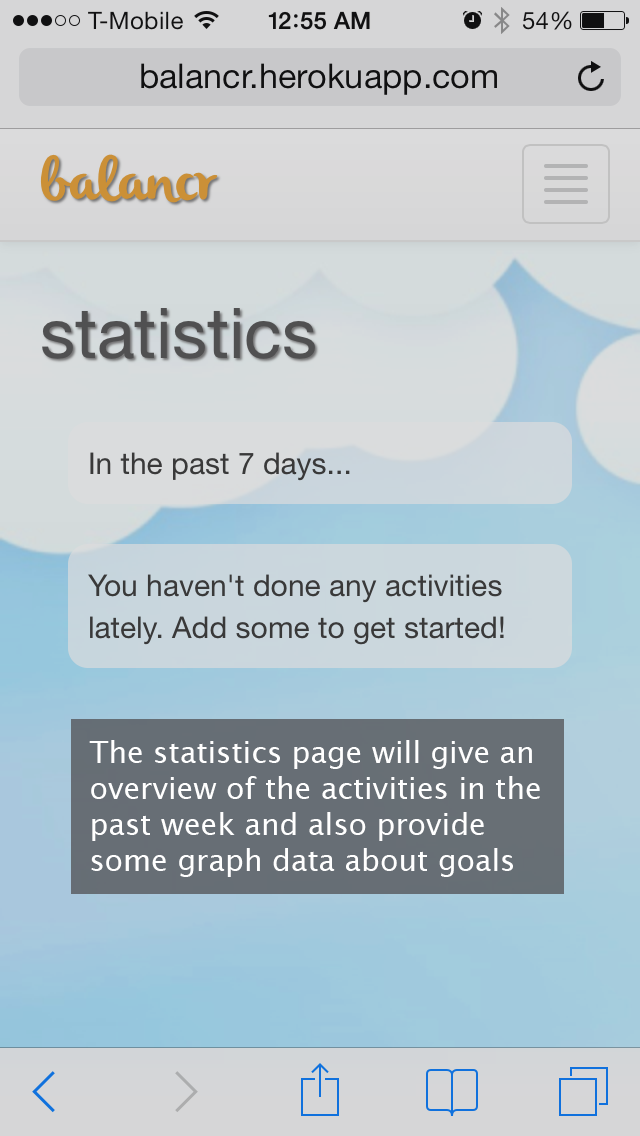 T-Mobile 12:55 AM 54%
balancr.herokuapp.com
balancr
statistics
In the past 7 days...
You haven't done any activities
lately. Add some to get started!
The statistics page will give an
overview of the activities in the
past week and also provide
some graph data about goals